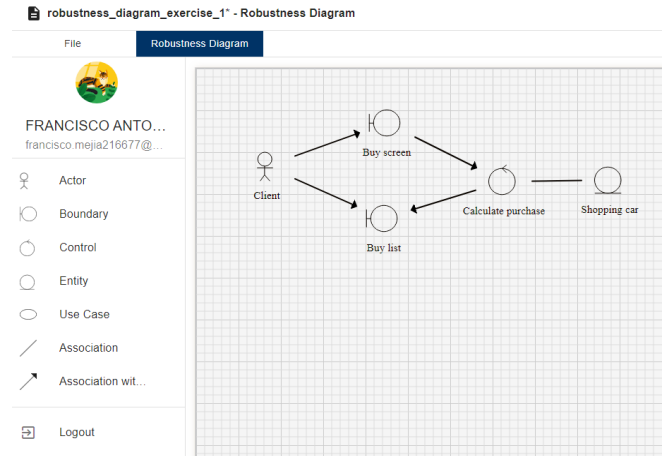 robustness_diagram_exercise_1* - Robustness Diagram
File
Robustness Diagram
FRANCISCO ANTO...
francisco.mejia216677@...
Actor
Boundary
Control
Entity
Use Case
Association
Association wit...
Logout
Client
Buy screen
Buy list
Calculate purchase
Shopping car